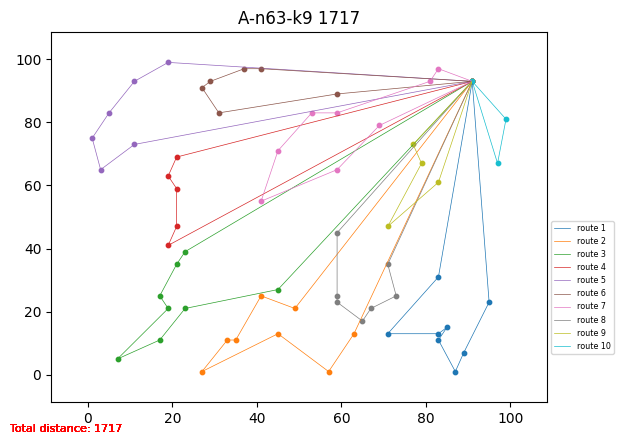 A-n63-k9 1717
100
80
60
40
20
0
0 20 40 60 80 100
route 1
route 2
route 3
route 4
route 5
route 6
route 7
route 8
route 9
route 10
Total distance: 1717